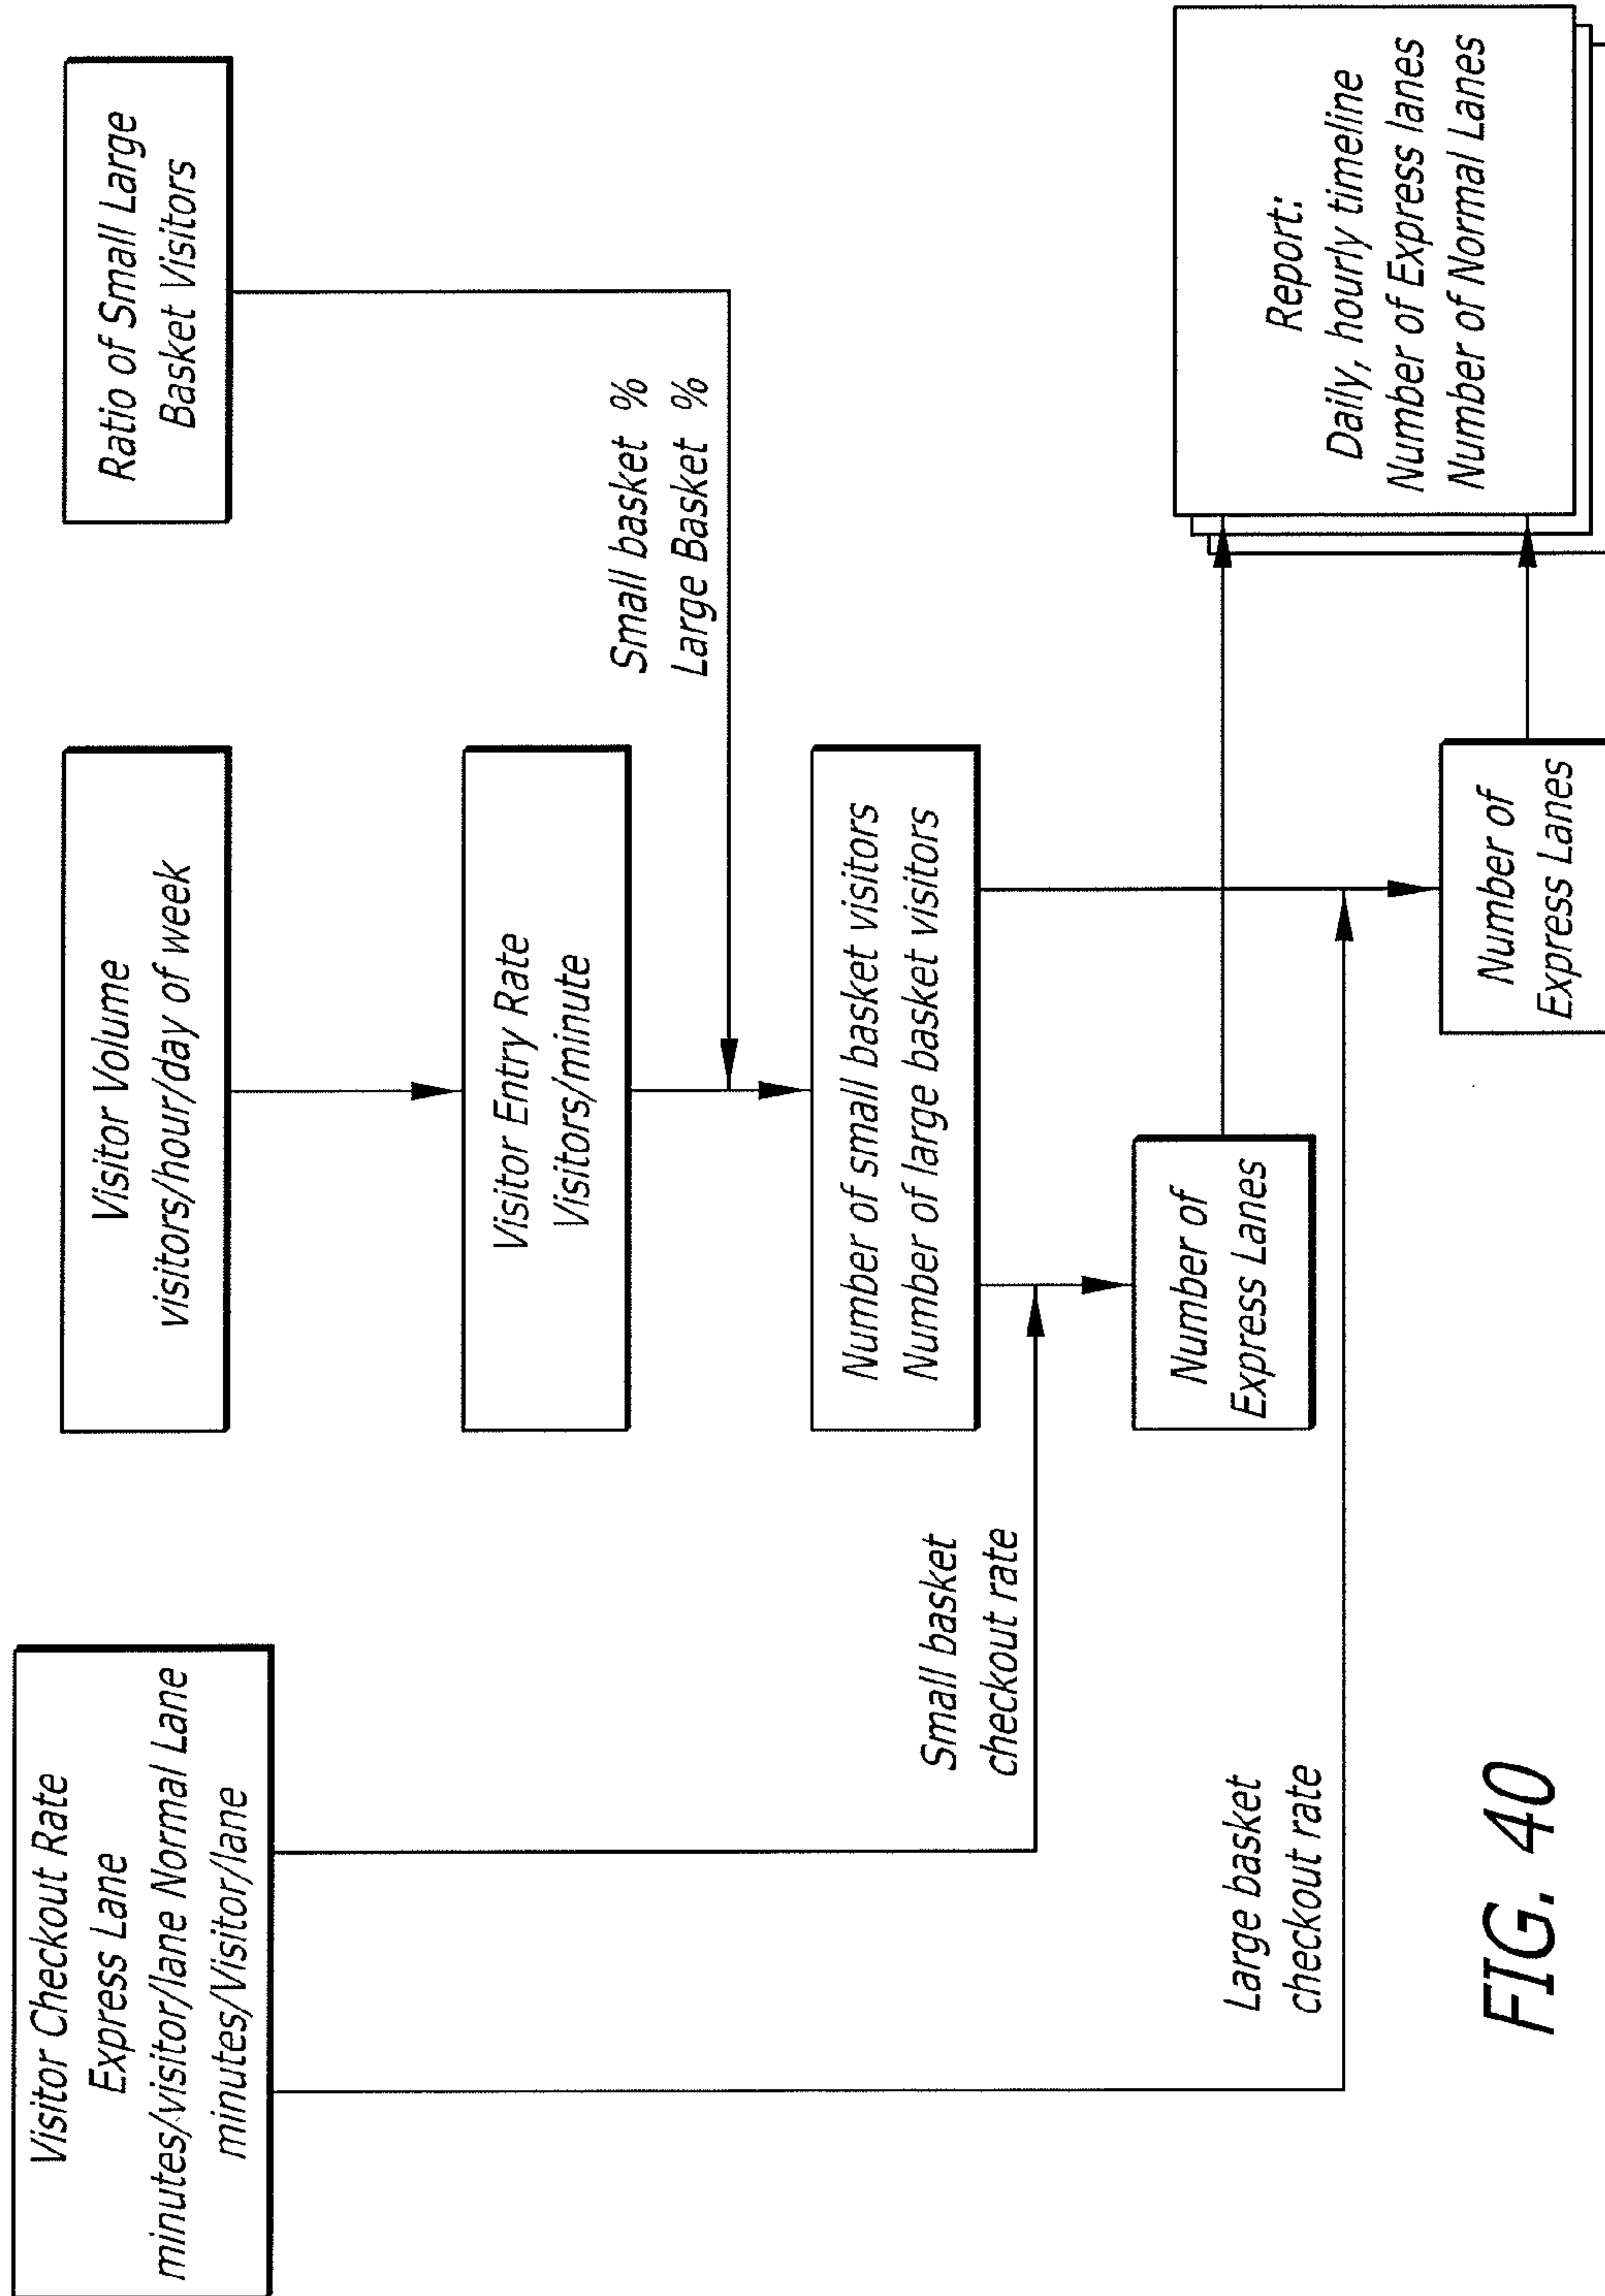 Visitor Checkout Rate
Express Lane
minutes/visitor/lane Normal Lane
minutes/Visitor/lane
Visitor Volume
visitors/hour/day of week
Ratio of Small Large
Basket Visitors
Visitor Entry Rate
Visitors/minute
Small basket %
Large Basket %
Number of small basket visitors
Number of large basket visitors
Small basket
checkout rate
Number of
Express Lanes
Large basket
checkout rate
Number of
Express Lanes
Report:
Daily, hourly timeline
Number of Express lanes
Number of Normal Lanes
FIG. 40